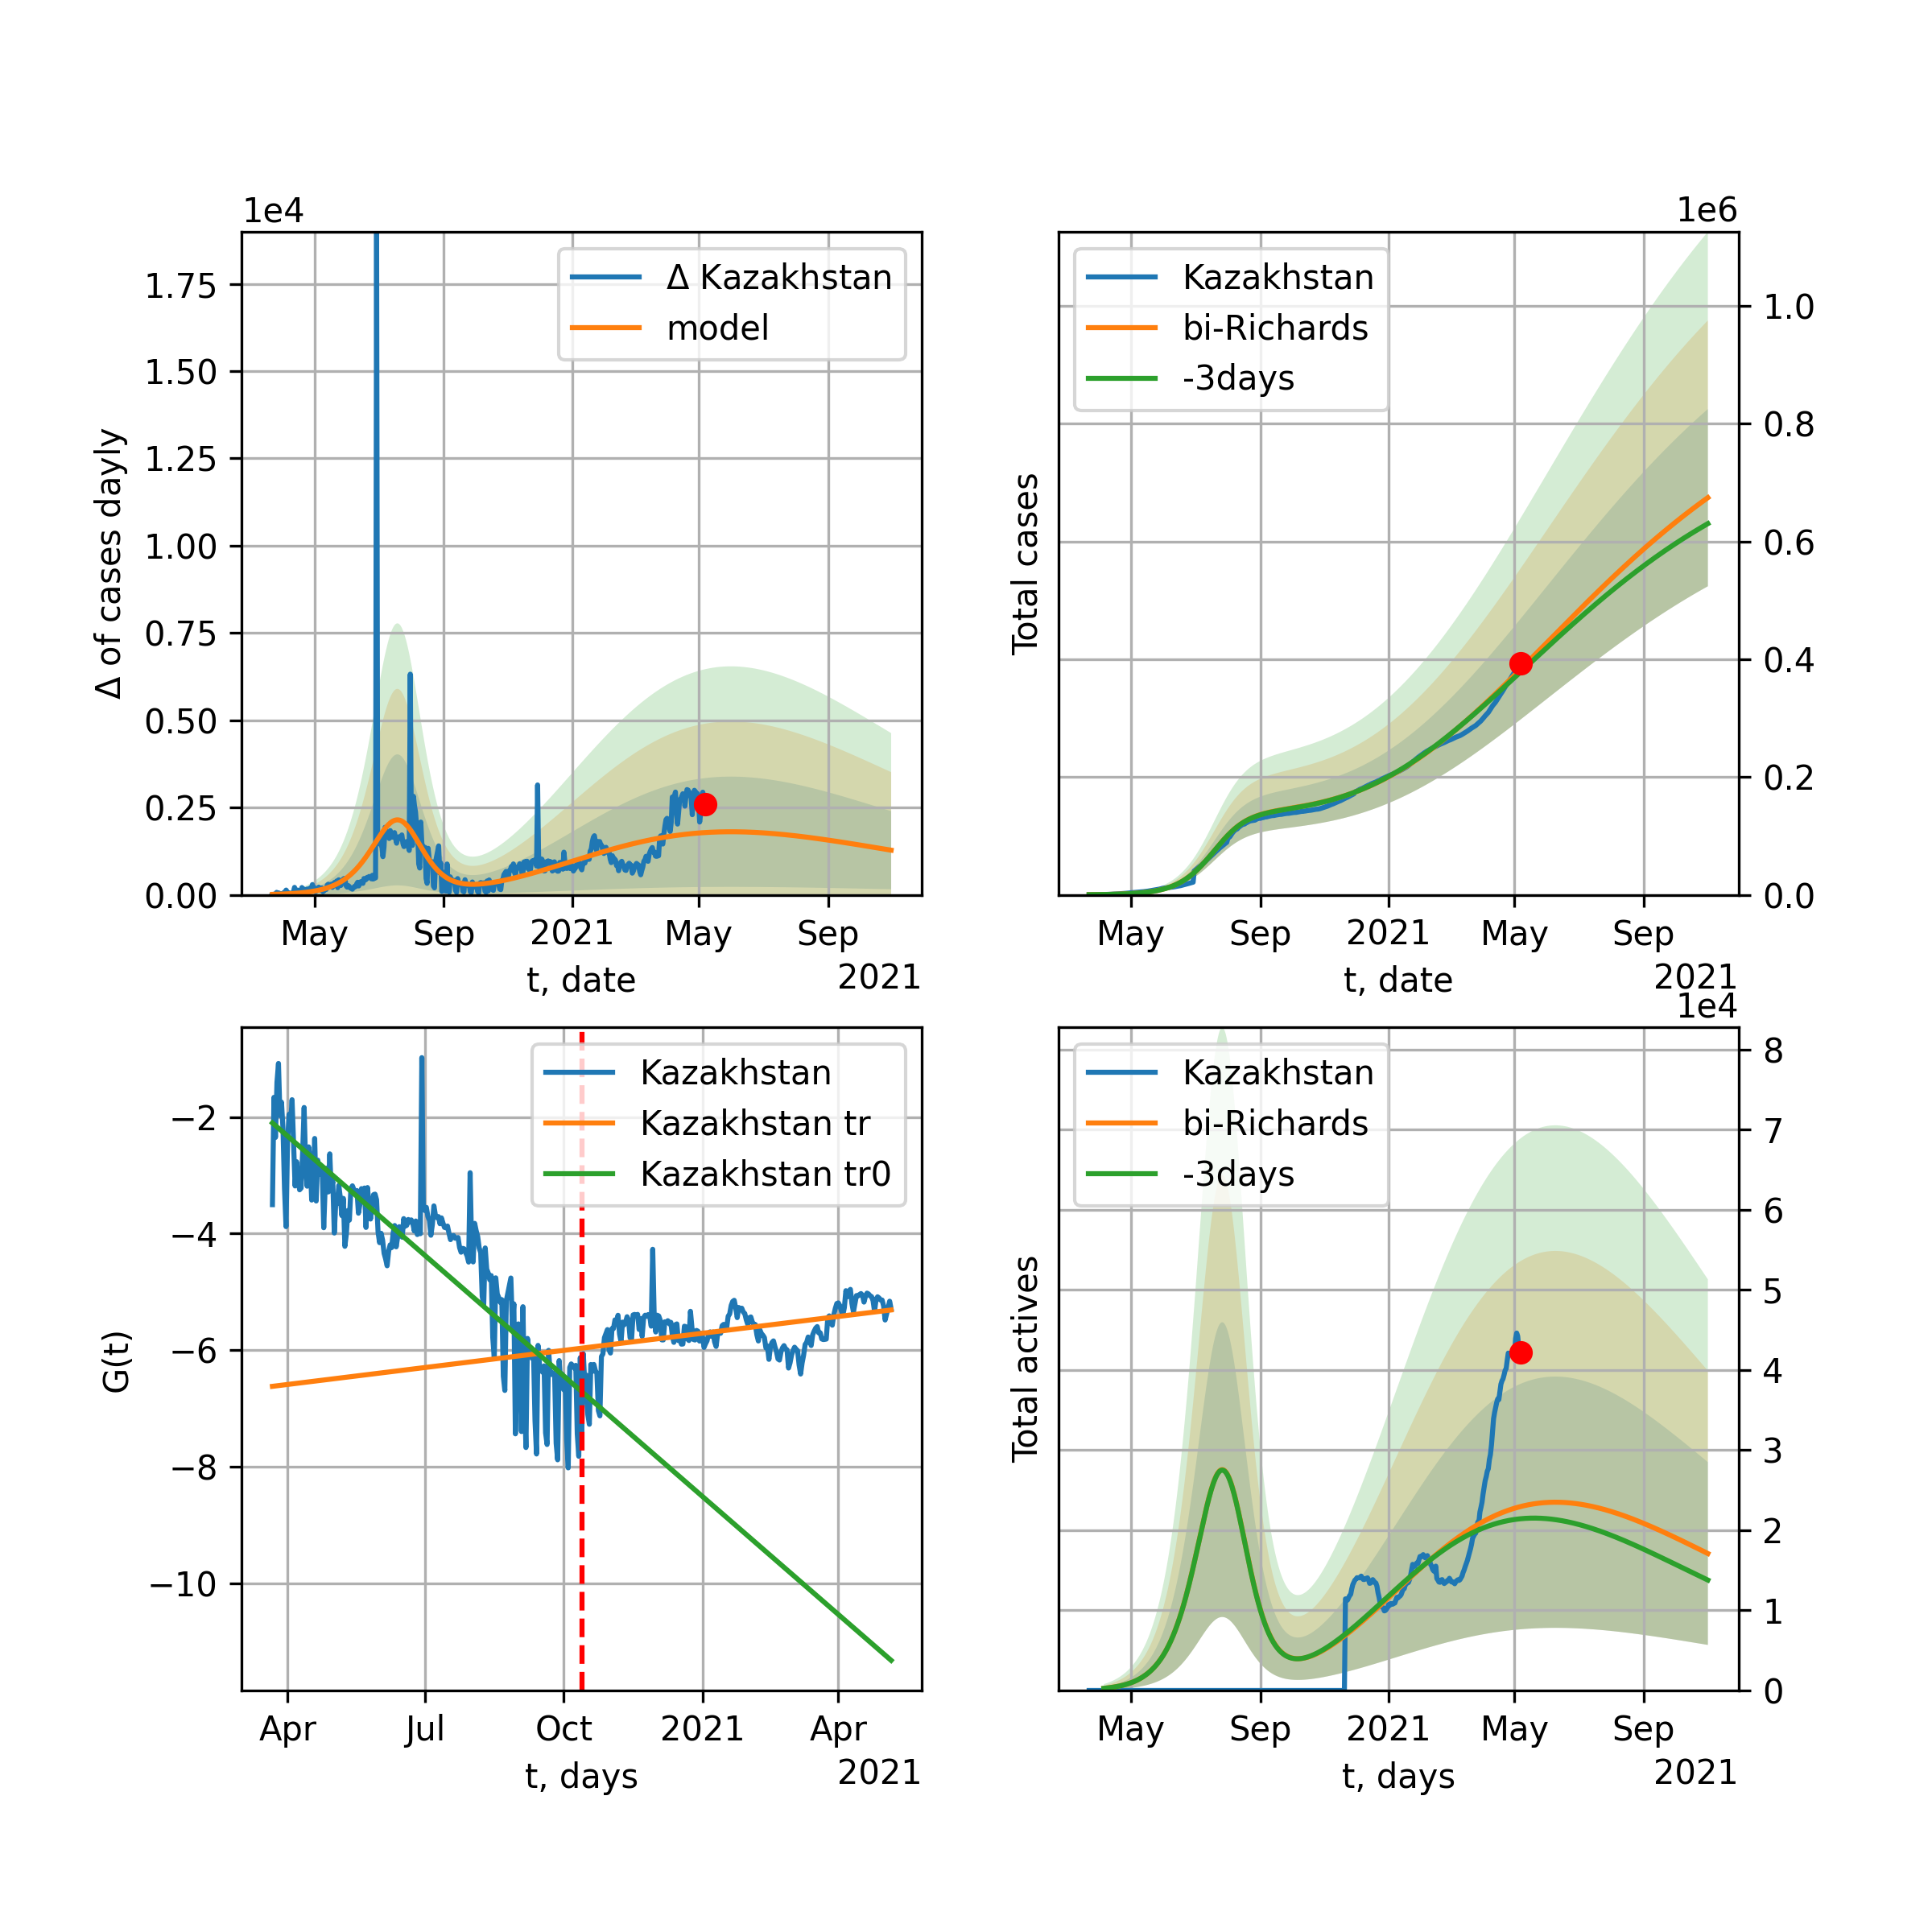 1e4
Δ of cases dayly
1.75
1.50
1.25
1.00
0.75
0.50
0.25
0.00
Δ Kazakhstan
model
May Sep 2021 May Sep
t, date
2021
1e6
Total cases
Kazakhstan
bi-Richards
-3days
1.0
0.8
0.6
0.4
0.2
0.0
May Sep 2021 May Sep
t, date
2021
G(t)
−2
−4
−6
−8
−10
Kazakhstan
Kazakhstan tr
Kazakhstan tr0
Apr Jul Oct 2021 Apr
t, days
2021
1e4
Total actives
Kazakhstan
bi-Richards
-3days
8
7
6
5
4
3
2
1
0
May Sep 2021 May Sep
t, days
2021